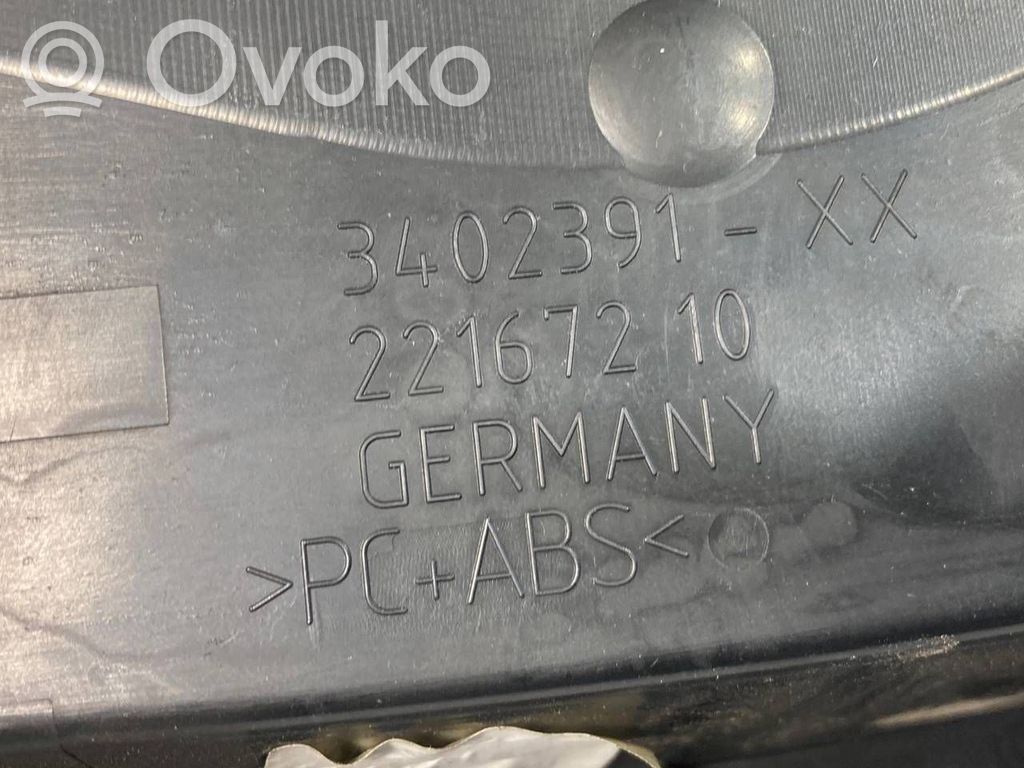 Ovoko
3402391-XX
221672 10
GERMANY
>PC+ABS<